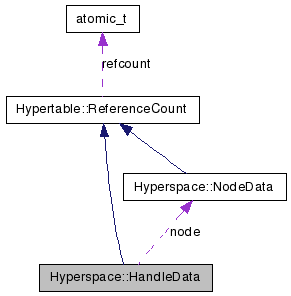 atomic_t
refcount
Hypertable::ReferenceCount
Hyperspace::NodeData
node
Hyperspace::HandleData